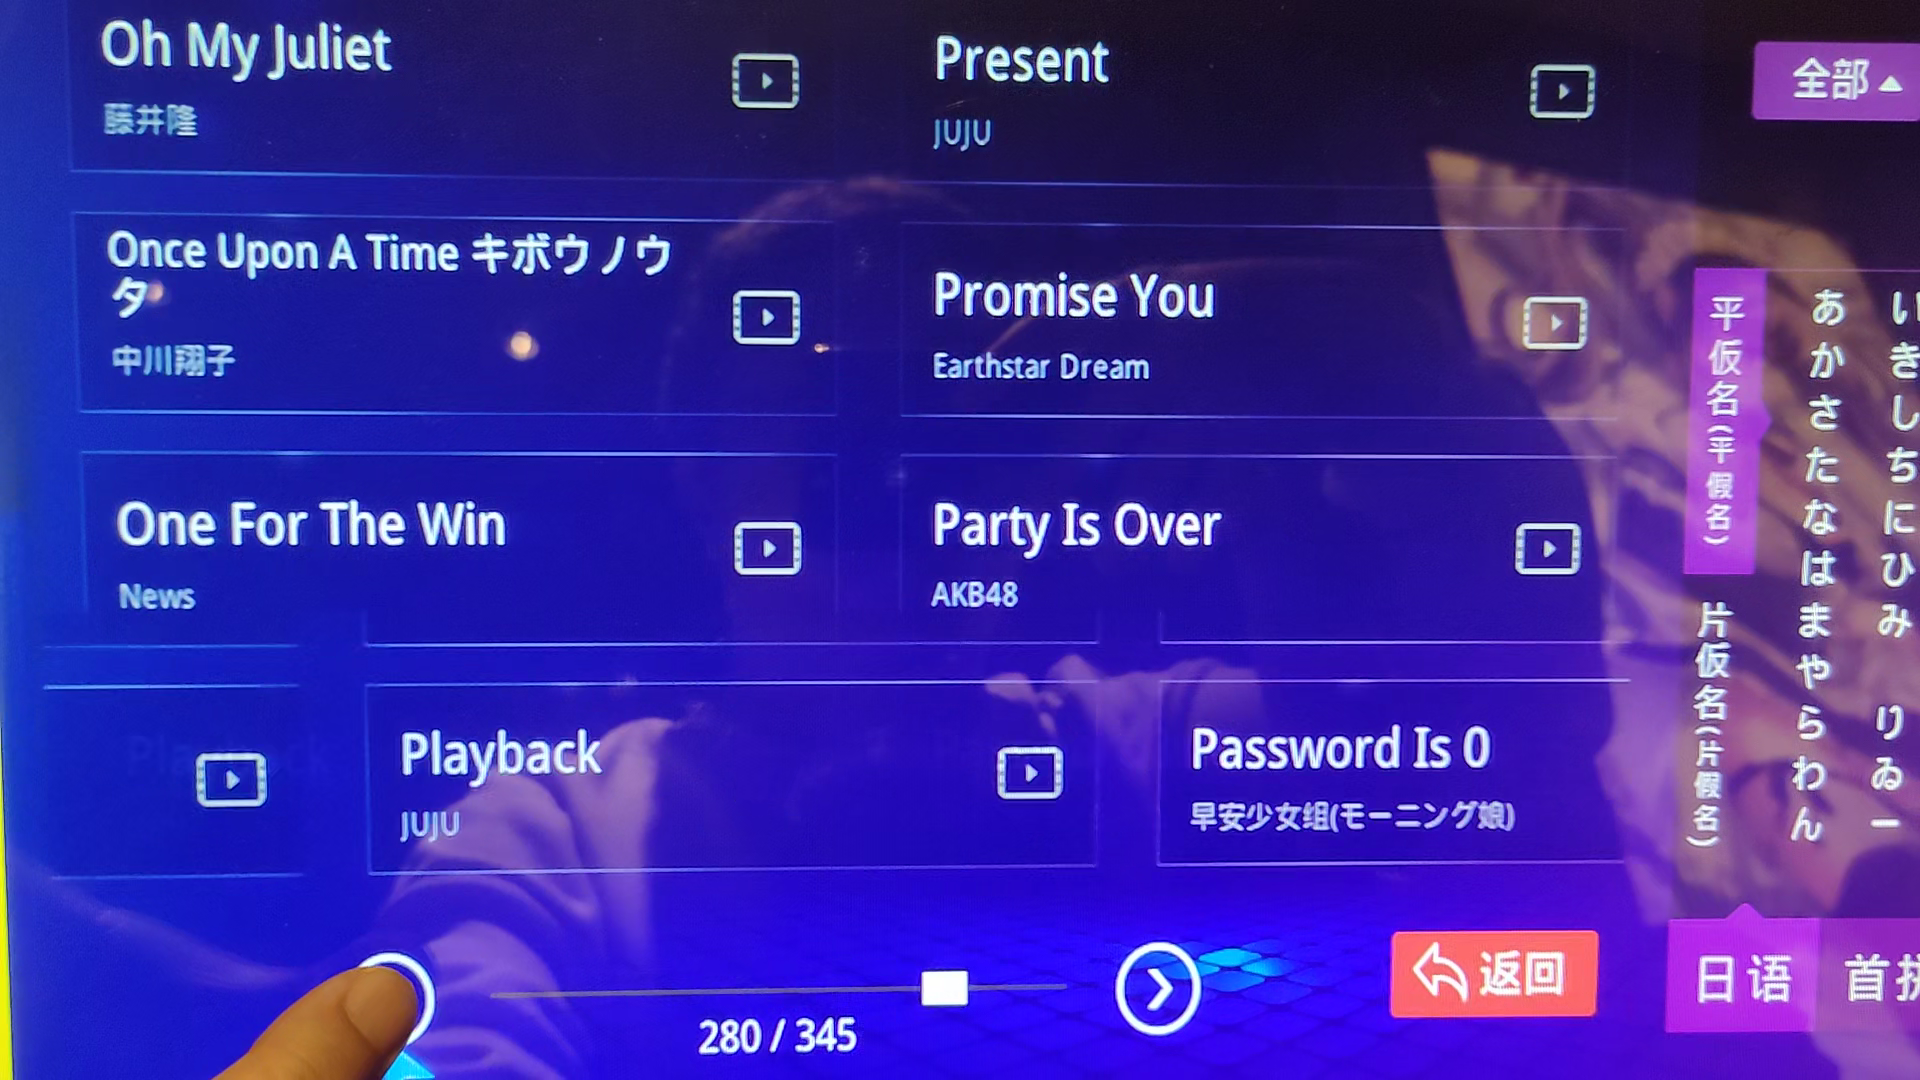 Oh My Juliet
藤井隆
Present
JUJU
Once Upon A Time キボウノウ
タ
中川翔子
Promise You
Earthstar Dream
One For The Win
News
Party Is Over
AKB48
Playback
JUJU
Password Is 0
早安少女组(モーニング娘)
280 / 345
返回
全部
平仮名(平假名)
片仮名(片假名)
あかさたなはまやらわん
いきしちにひみ りゐー
日语
首拼